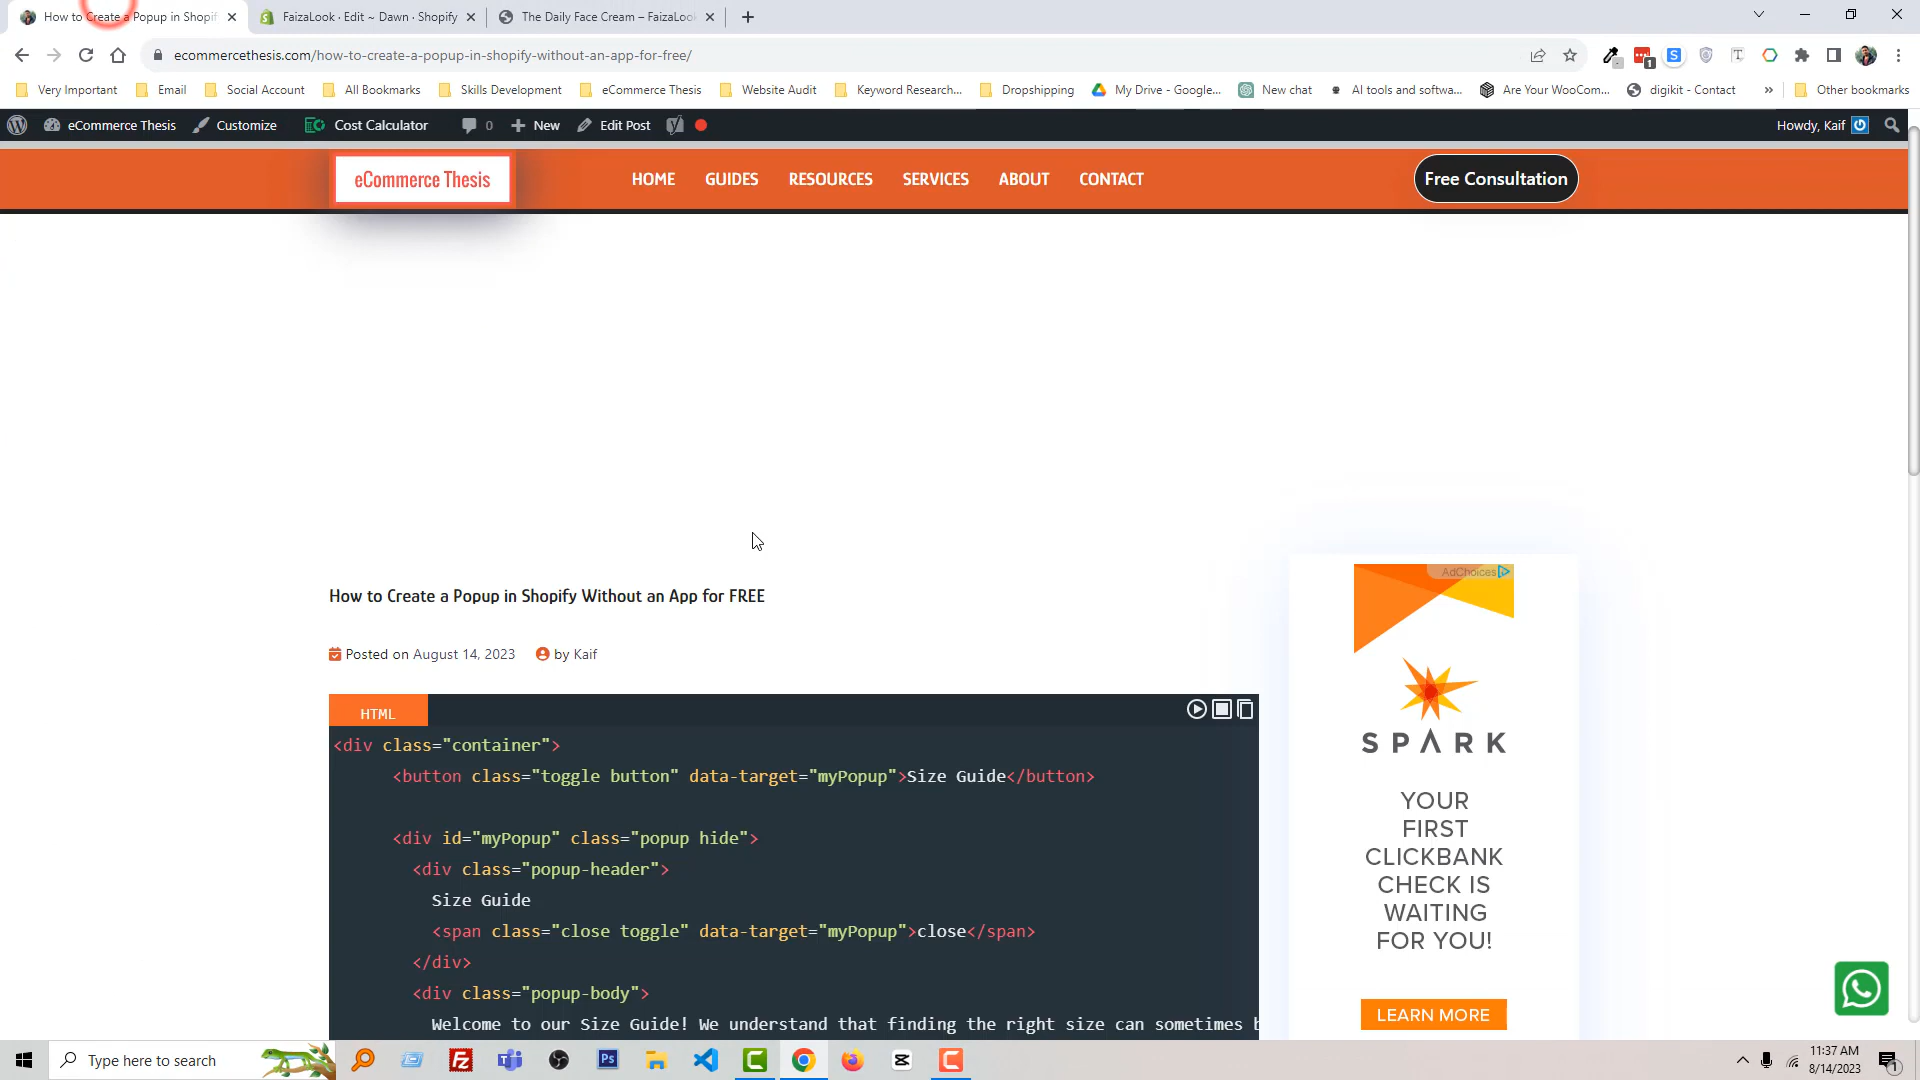 How to Create a Popup in Shopif
FaizaLook · Edit ~ Dawn · Shopify
The Daily Face Cream – FaizaLook
ecommercethesis.com/how-to-create-a-popup-in-shopify-without-an-app-for-free/
Very Important
Email
Social Account
All Bookmarks
Skills Development
eCommerce Thesis
Website Audit
Keyword Research...
Dropshipping
My Drive - Google...
New chat
AI tools and softwa...
Are Your WooCom...
digikit - Contact
»
Other bookmarks
eCommerce Thesis
Customize
Cost Calculator
0
New
Edit Post
Howdy, Kaif
eCommerce Thesis
HOME
GUIDES
RESOURCES
SERVICES
ABOUT
CONTACT
Free Consultation
How to Create a Popup in Shopify Without an App for FREE
Posted on August 14, 2023 by Kaif
HTML
<div class="container">
<button class="toggle button" data-target="myPopup">Size Guide</button>
<div id="myPopup" class="popup hide">
<div class="popup-header">
Size Guide
<span class="close toggle" data-target="myPopup">close</span>
</div>
<div class="popup-body">
Welcome to our Size Guide! We understand that finding the right size can sometimes b
AdChoices
SPARK
YOUR
FIRST
CLICKBANK
CHECK IS
WAITING
FOR YOU!
LEARN MORE
Type here to search
11:37 AM
8/14/2023